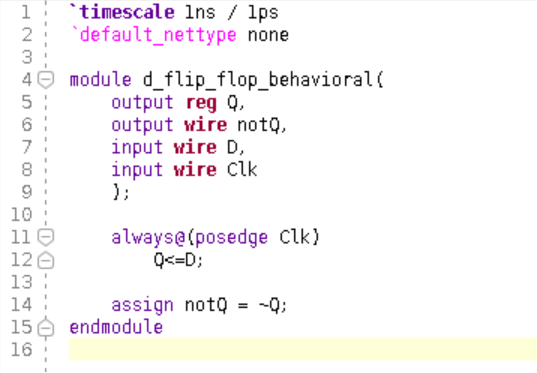 1 `timescale 1ns / 1ps
2 `default_nettype none
3
4 module d_flip_flop_behavioral(
5     output reg Q,
6     output wire notQ,
7     input wire D,
8     input wire Clk
9     );
10
11     always@(posedge Clk)
12         Q<=D;
13
14     assign notQ = ~Q;
15 endmodule
16